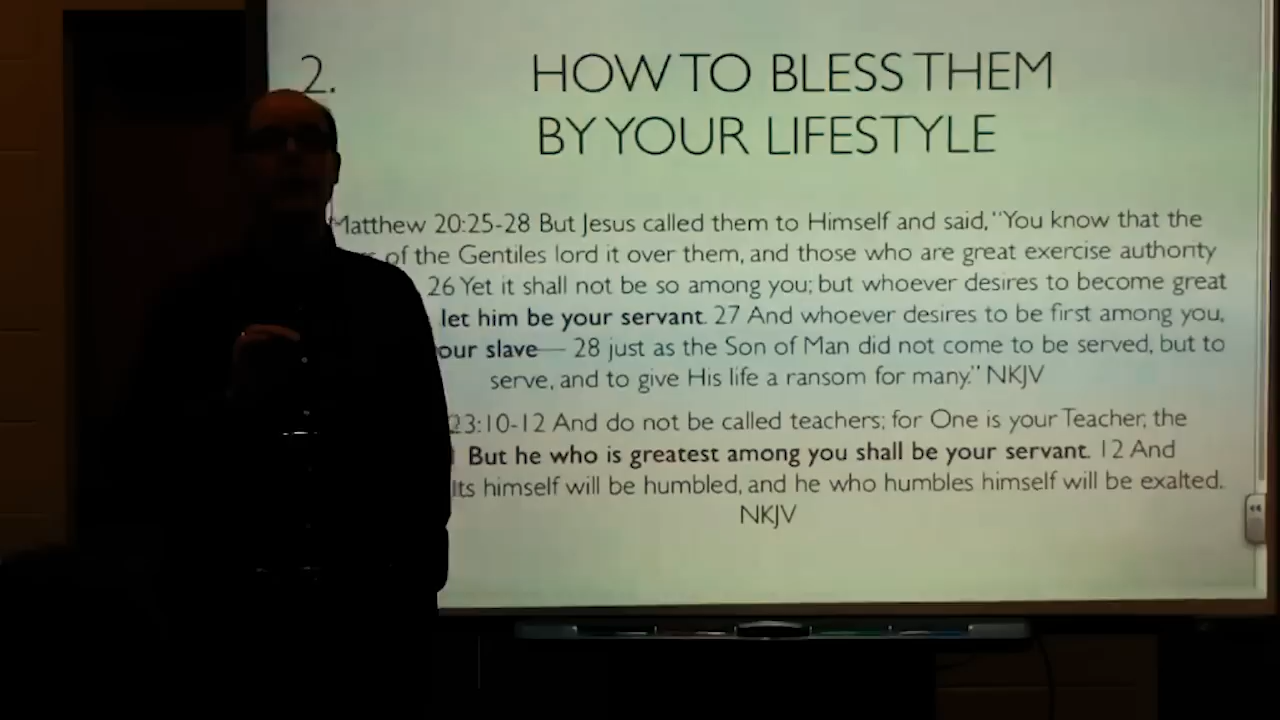 2. HOW TO BLESS THEM
BY YOUR LIFESTYLE
Matthew 20:25-28 But Jesus called them to Himself and said, "You know that the
of the Gentiles lord it over them, and those who are great exercise authority
26 Yet it shall not be so among you; but whoever desires to become great
let him be your servant. 27 And whoever desires to be first among you,
our slave— 28 just as the Son of Man did not come to be served, but to
serve, and to give His life a ransom for many." NKJV
23:10-12 And do not be called teachers; for One is your Teacher, the
But he who is greatest among you shall be your servant. 12 And
lts himself will be humbled, and he who humbles himself will be exalted.
NKJV